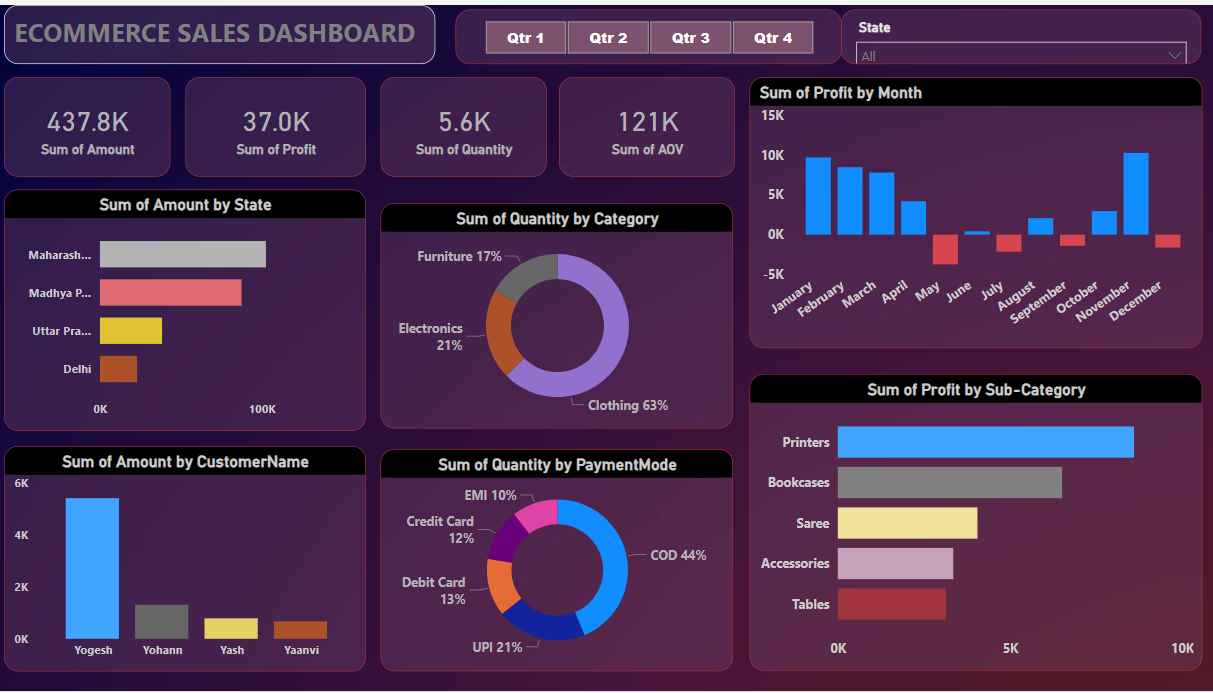 ECOMMERCE SALES DASHBOARD
Qtr 1
Qtr 2
Qtr 3
Qtr 4
State
All
437.8K
Sum of Amount
37.0K
Sum of Profit
5.6K
Sum of Quantity
121K
Sum of AOV
Sum of Profit by Month
15K
10K
5K
0K
-5K
January
February
March
April
May
June
July
August
September
October
November
December
Sum of Amount by State
Maharash...
Madhya P...
Uttar Pra...
Delhi
0K
100K
Sum of Quantity by Category
Furniture 17%
Electronics
21%
Clothing 63%
Sum of Profit by Sub-Category
Printers
Bookcases
Saree
Accessories
Tables
0K
5K
10K
Sum of Amount by CustomerName
6K
4K
2K
0K
Yogesh
Yohann
Yash
Yaanvi
Sum of Quantity by PaymentMode
EMI 10%
Credit Card
12%
COD 44%
Debit Card
13%
UPI 21%